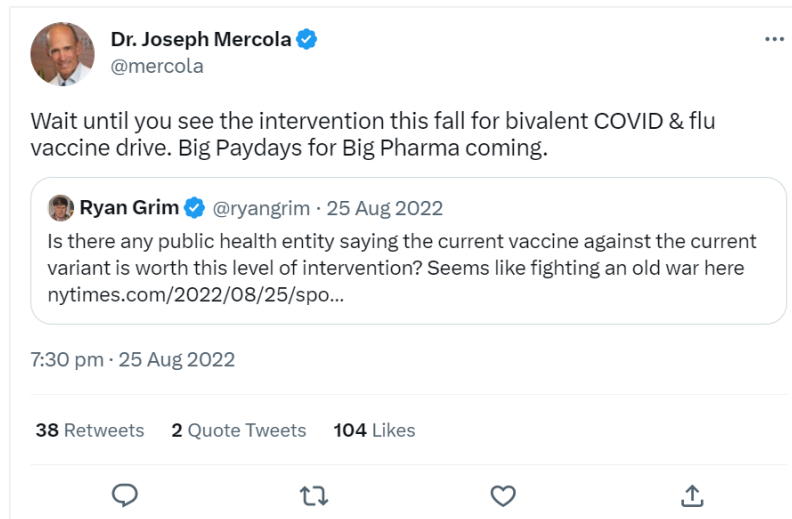 Dr. Joseph Mercola
@mercola
Wait until you see the intervention this fall for bivalent COVID & flu
vaccine drive. Big Paydays for Big Pharma coming.
Ryan Grim @ryangrim · 25 Aug 2022
Is there any public health entity saying the current vaccine against the current
variant is worth this level of intervention? Seems like fighting an old war here
nytimes.com/2022/08/25/spo...
7:30 pm · 25 Aug 2022
38 Retweets 2 Quote Tweets 104 Likes